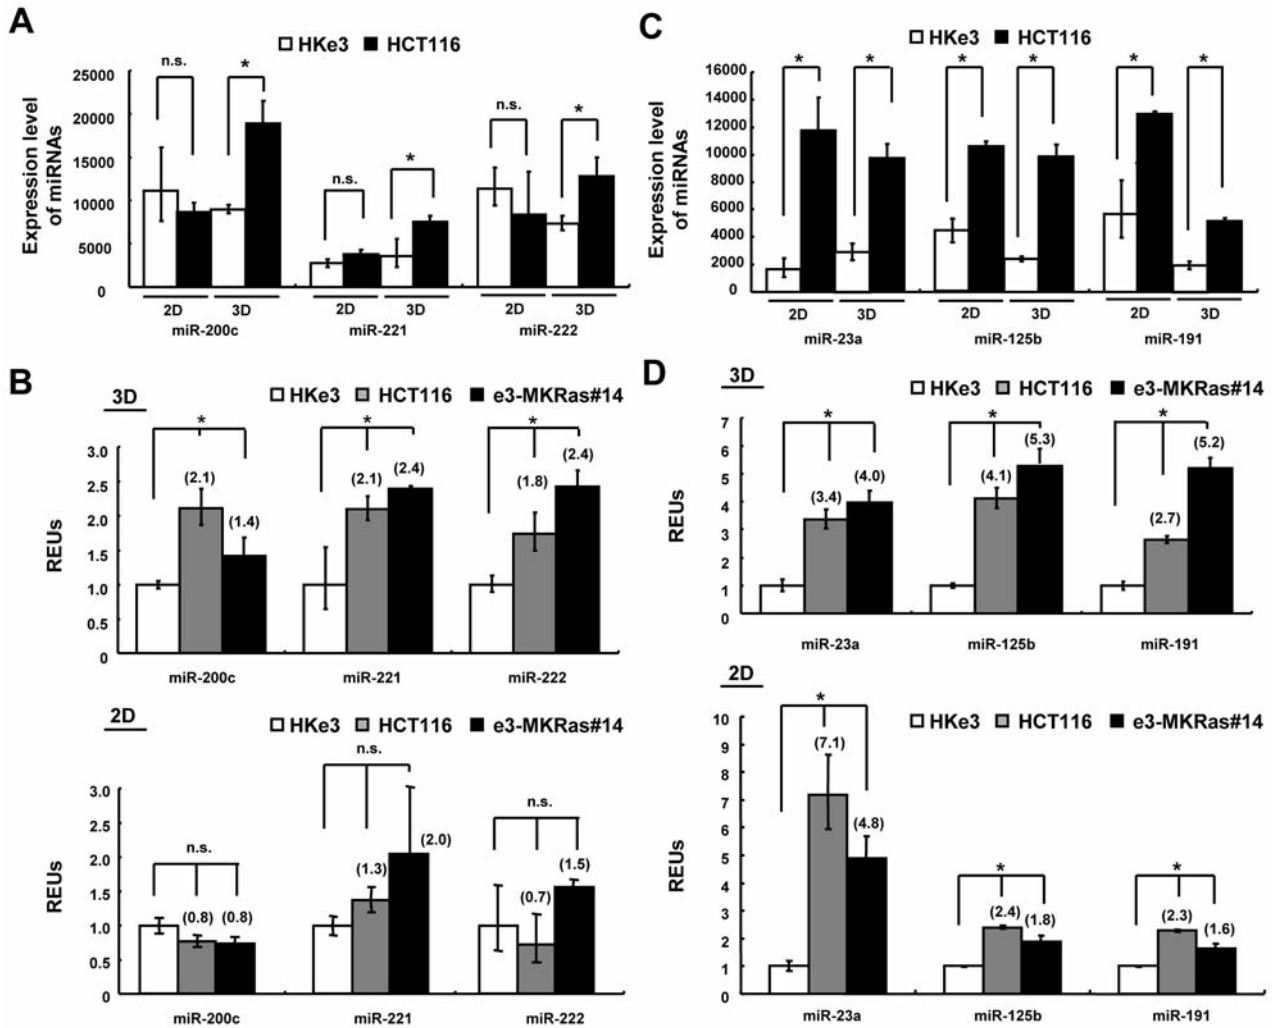 A
HKe3 HCT116
Expression level
of miRNAs
25000
20000
15000
10000
5000
0
n.s. *
n.s. *
n.s. *
2D 3D 2D 3D 2D 3D
miR-200c miR-221 miR-222
C
HKe3 HCT116
Expression level
of miRNAs
16000
14000
12000
10000
8000
6000
4000
2000
0
* * * * * *
2D 3D 2D 3D 2D 3D
miR-23a miR-125b miR-191
B
3D
HKe3 HCT116 e3-MKRas#14
REUs
3.0
2.5
2.0
1.5
1.0
0.5
0
* * *
(2.1) (1.4) (2.1) (2.4) (1.8) (2.4)
miR-200c miR-221 miR-222
2D
HKe3 HCT116 e3-MKRas#14
REUs
3.0
2.5
2.0
1.5
1.0
0.5
0
n.s. n.s. n.s.
(0.8) (0.8) (1.3) (2.0) (0.7) (1.5)
miR-200c miR-221 miR-222
D
3D
HKe3 HCT116 e3-MKRas#14
REUs
7
6
5
4
3
2
1
0
* * *
(3.4) (4.0) (4.1) (5.3) (2.7) (5.2)
miR-23a miR-125b miR-191
2D
HKe3 HCT116 e3-MKRas#14
REUs
10
9
8
7
6
5
4
3
2
1
0
* * *
(7.1) (4.8) (2.4) (1.8) (2.3) (1.6)
miR-23a miR-125b miR-191